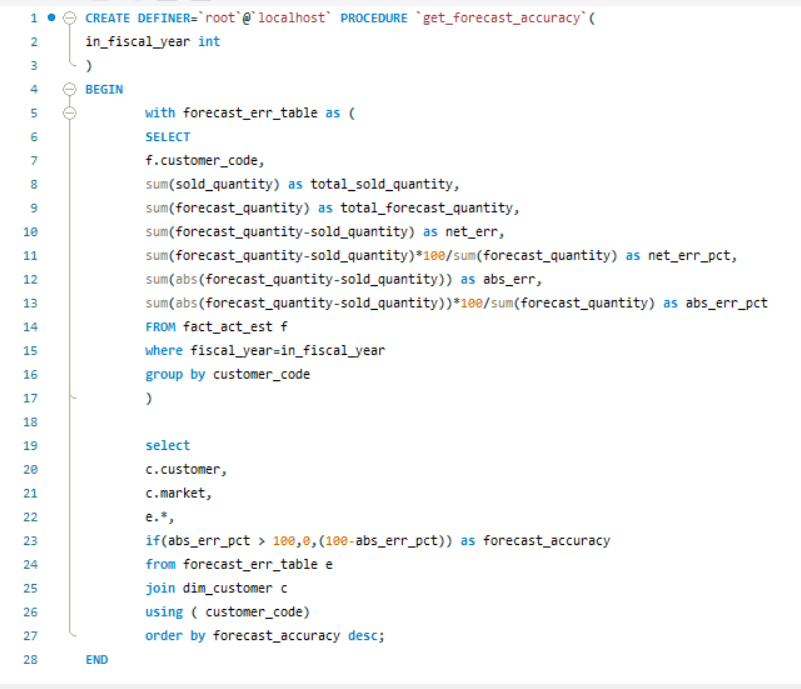 1 CREATE DEFINER=`root`@`localhost` PROCEDURE `get_forecast_accuracy`(
2 in_fiscal_year int
3 )
4 BEGIN
5 with forecast_err_table as (
6 SELECT
7 f.customer_code,
8 sum(sold_quantity) as total_sold_quantity,
9 sum(forecast_quantity) as total_forecast_quantity,
10 sum(forecast_quantity-sold_quantity) as net_err,
11 sum(forecast_quantity-sold_quantity)*100/sum(forecast_quantity) as net_err_pct,
12 sum(abs(forecast_quantity-sold_quantity)) as abs_err,
13 sum(abs(forecast_quantity-sold_quantity))*100/sum(forecast_quantity) as abs_err_pct
14 FROM fact_act_est f
15 where fiscal_year=in_fiscal_year
16 group by customer_code
17 )
18
19 select
20 c.customer,
21 c.market,
22 e.*,
23 if(abs_err_pct > 100,0,(100-abs_err_pct)) as forecast_accuracy
24 from forecast_err_table e
25 join dim_customer c
26 using ( customer_code)
27 order by forecast_accuracy desc;
28 END